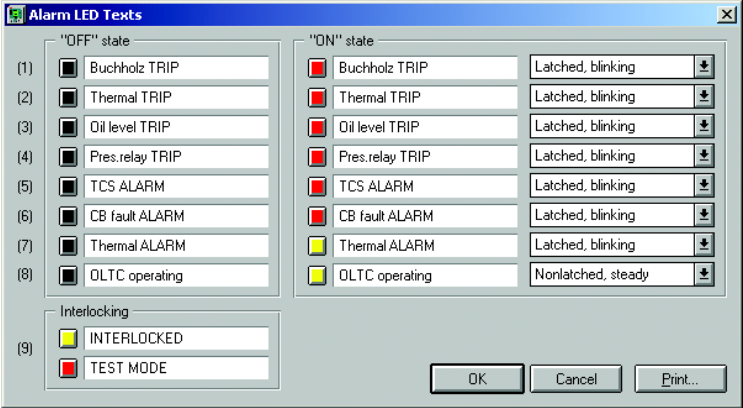 Alarm LED Texts
"OFF" state "ON" state
(1) Buchholz TRIP Buchholz TRIP Latched, blinking
(2) Thermal TRIP Thermal TRIP Latched, blinking
(3) Oil level TRIP Oil level TRIP Latched, blinking
(4) Pres.relay TRIP Pres.relay TRIP Latched, blinking
(5) TCS ALARM TCS ALARM Latched, blinking
(6) CB fault ALARM CB fault ALARM Latched, blinking
(7) Thermal ALARM Thermal ALARM Latched, blinking
(8) OLTC operating OLTC operating Nonlatched, steady
Interlocking
(9) INTERLOCKED
TEST MODE
OK Cancel Print...